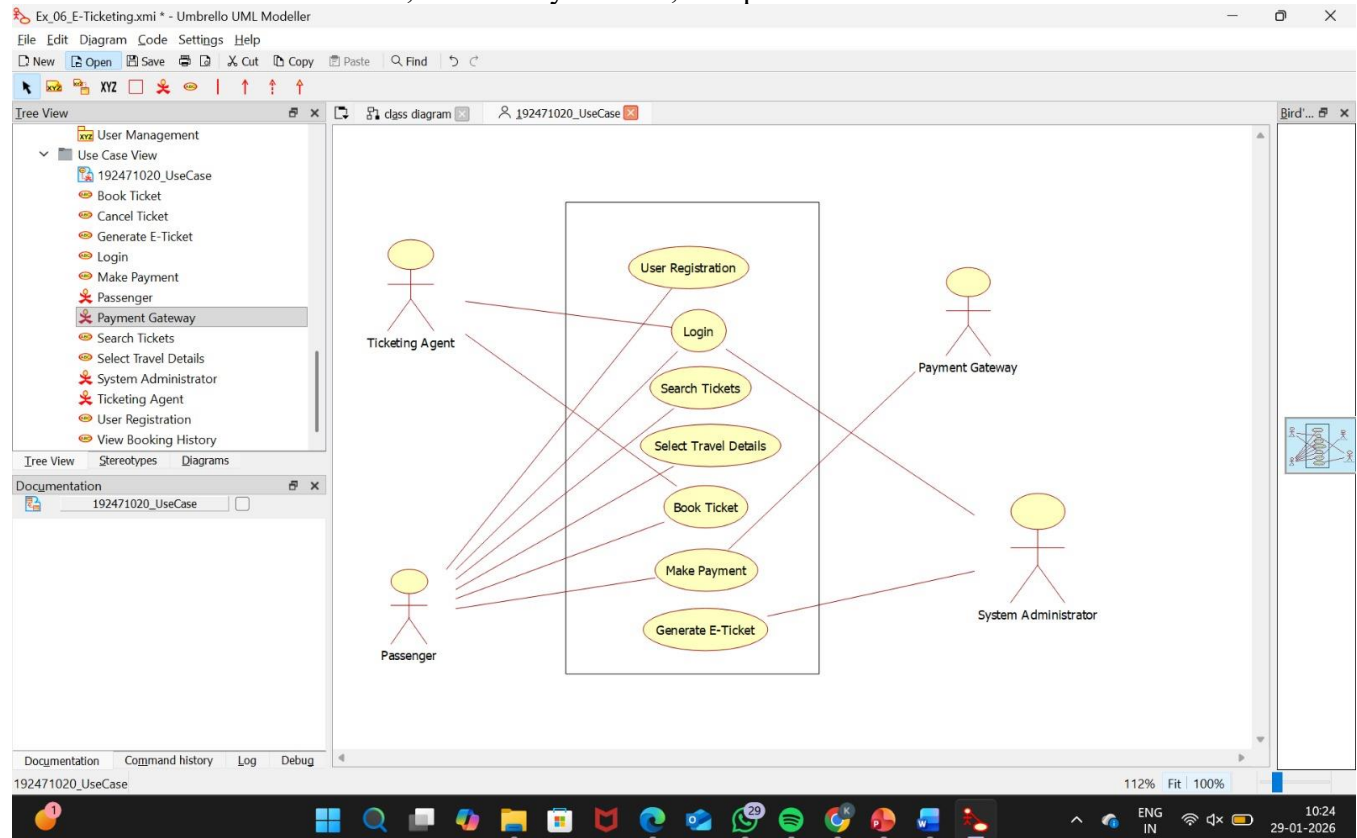 Ex_06_E-Ticketing.xmi * - Umbrello UML Modeller
File Edit Diagram Code Settings Help
New Open Save Cut Copy Paste Find
XYZ XYZ
Tree View
class diagram
192471020_UseCase
Bird'...
User Management
Use Case View
192471020_UseCase
Book Ticket
Cancel Ticket
Generate E-Ticket
Login
Make Payment
Passenger
Payment Gateway
Search Tickets
Select Travel Details
System Administrator
Ticketing Agent
User Registration
View Booking History
Tree View Stereotypes Diagrams
Documentation
192471020_UseCase
User Registration
Login
Ticketing Agent
Payment Gateway
Search Tickets
Select Travel Details
Book Ticket
Make Payment
System Administrator
Generate E-Ticket
Passenger
Documentation Command history Log Debug
192471020_UseCase
112% Fit 100%
1
29
K
ENG
IN
10:24
29-01-2026